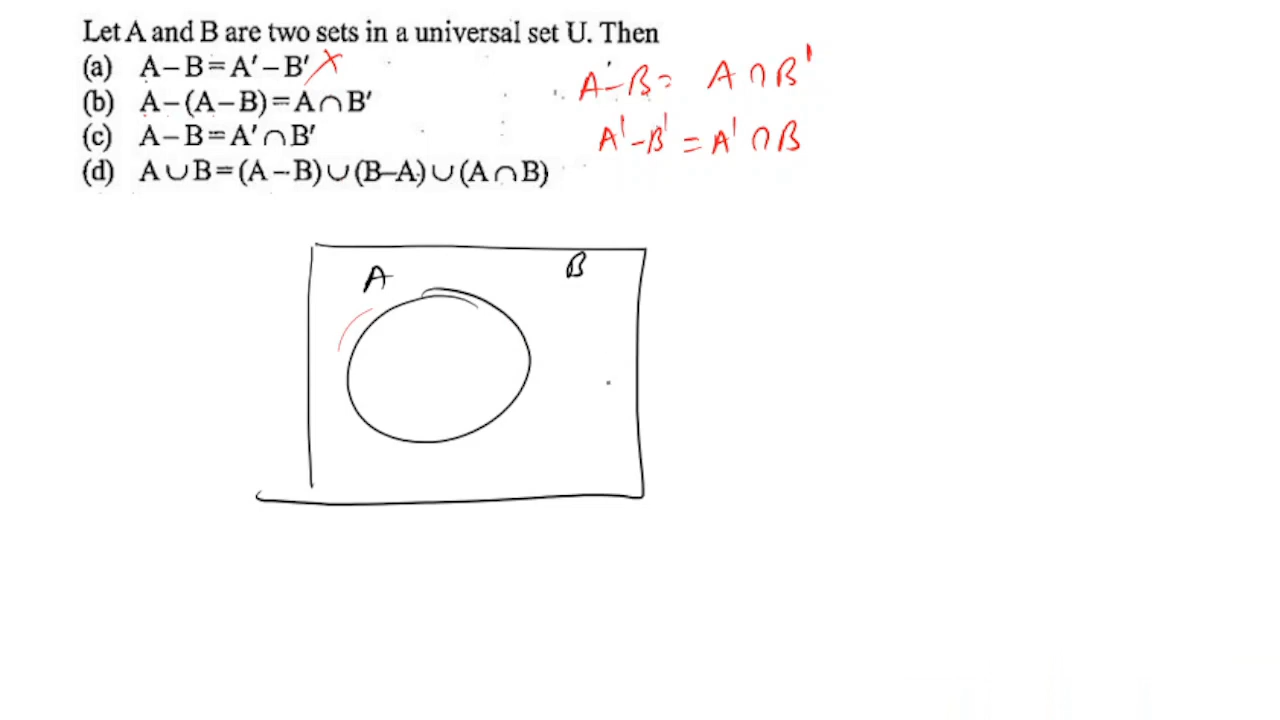 Let A and B are two sets in a universal set U. Then
(a) A−B=A′−B′ ✗
(b) A−(A−B)=A∩B′
(c) A−B=A′∩B′
(d) A∪B=(A−B)∪(B–A)∪(A∩B)
A−B= A∩B′
A′−B′ = A′∩B
A
B